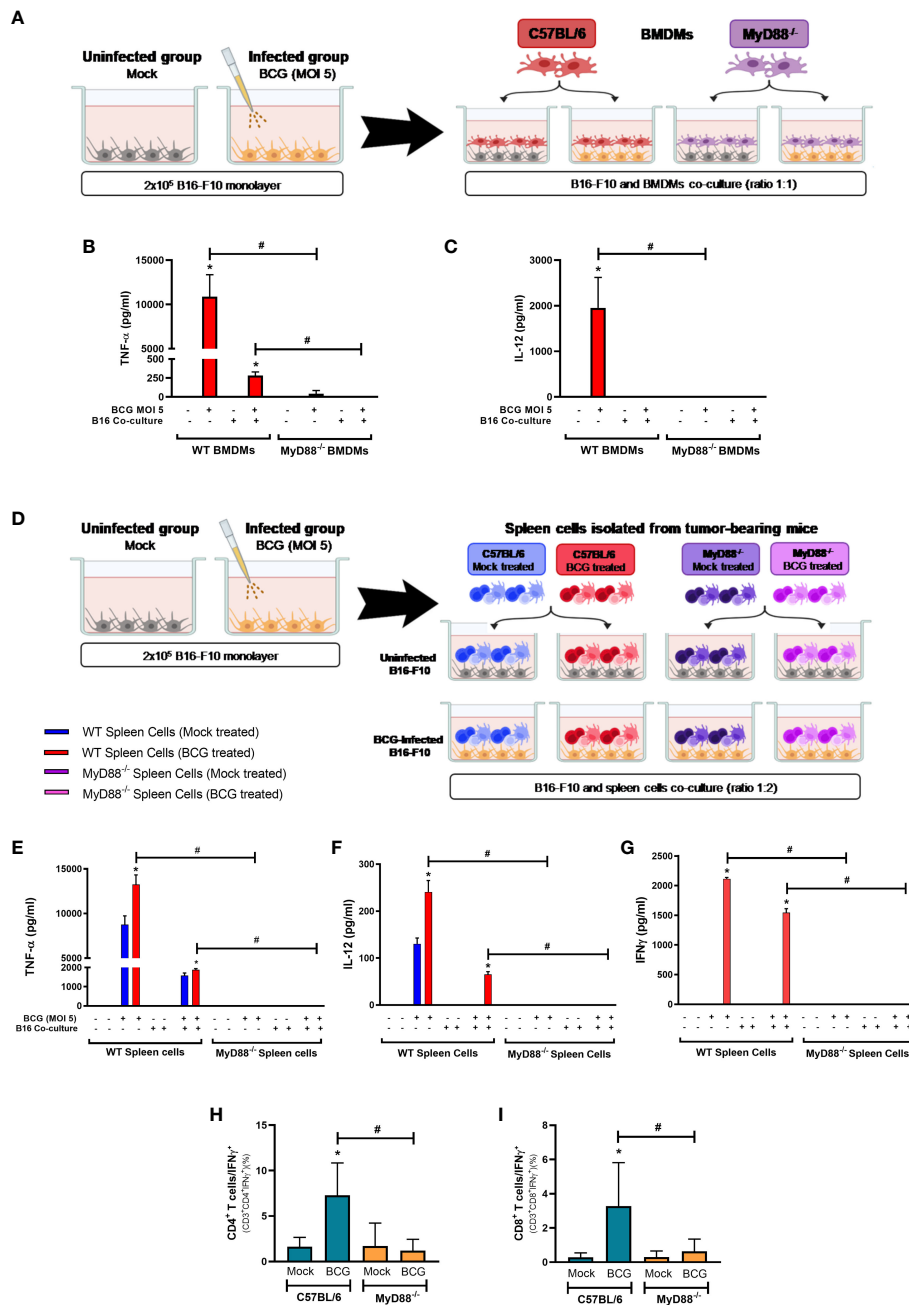 A
Uninfected group
Mock
Infected group
BCG (MOI 5)
2x10⁵ B16-F10 monolayer
C57BL/6
BMDMs
MyD88⁻/⁻
B16-F10 and BMDMs co-culture (ratio 1:1)
B
TNF-α (pg/ml)
15000
10000
5000
500
250
0
*
#
*
#
BCG MOI 5 - + - + - + - +
B16 Co-culture - - + + - - + +
WT BMDMs
MyD88⁻/⁻ BMDMs
C
IL-12 (pg/ml)
3000
2000
1000
0
*
#
BCG MOI 5 - + - + - + - +
B16 Co-culture - - + + - - + +
WT BMDMs
MyD88⁻/⁻ BMDMs
D
Uninfected group
Mock
Infected group
BCG (MOI 5)
2x10⁵ B16-F10 monolayer
Spleen cells isolated from tumor-bearing mice
C57BL/6
Mock treated
C57BL/6
BCG treated
MyD88⁻/⁻
Mock treated
MyD88⁻/⁻
BCG treated
Uninfected
B16-F10
BCG-Infected
B16-F10
B16-F10 and spleen cells co-culture (ratio 1:2)
WT Spleen Cells (Mock treated)
WT Spleen Cells (BCG treated)
MyD88⁻/⁻ Spleen Cells (Mock treated)
MyD88⁻/⁻ Spleen Cells (BCG treated)
E
TNF-α (pg/ml)
15000
10000
5000
2000
1000
0
*
#
*
#
BCG (MOI 5) - - + + - - + + - - + + - - + +
B16 Co-culture - - - - + + + + - - - - + + + +
WT Spleen cells
MyD88⁻/⁻ Spleen Cells
F
IL-12 (pg/ml)
300
200
100
0
*
#
*
#
- - + + - - + + - - + + - - + +
- - - - + + + + - - - - + + + +
WT Spleen Cells
MyD88⁻/⁻ Spleen Cells
G
IFNγ (pg/ml)
2500
2000
1500
1000
500
0
*
#
*
#
- - + + - - + + - - + + - - + +
- - - - + + + + - - - - + + + +
WT Spleen Cells
MyD88⁻/⁻ Spleen Cells
H
CD4⁺ T cells/IFNγ⁺
(CD3⁺CD4⁺IFNγ⁺)(%)
15
10
5
0
*
#
Mock BCG Mock BCG
C57BL/6
MyD88⁻/⁻
I
CD8⁺ T cells/IFNγ⁺
(CD3⁺CD8⁺IFNγ⁺)(%)
8
6
4
2
0
*
#
Mock BCG Mock BCG
C57BL/6
MyD88⁻/⁻